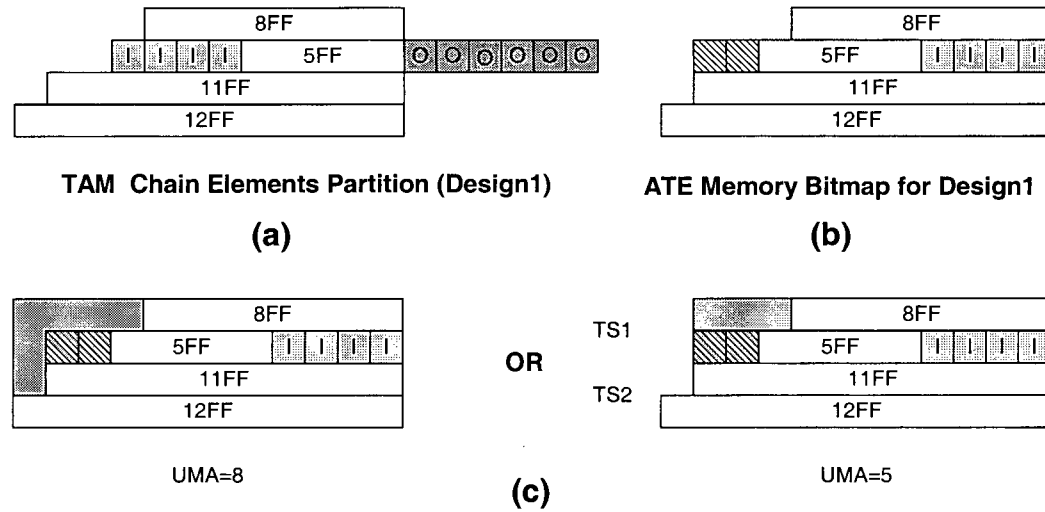 8FF
I I I I 5FF O O O O O O
11FF
12FF
TAM Chain Elements Partition (Design1)
(a)
8FF
5FF I I I I
11FF
12FF
ATE Memory Bitmap for Design1
(b)
8FF
5FF I I I I
11FF
12FF
UMA=8
OR
TS1
TS2
8FF
5FF I I I I
11FF
12FF
UMA=5
(c)